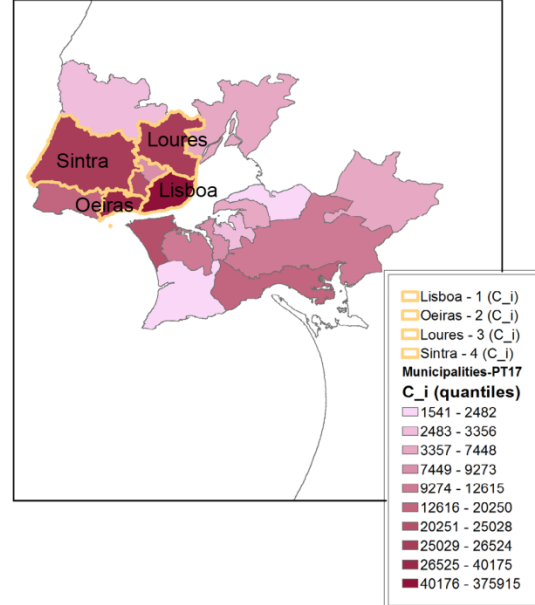 Loures
Sintra
Lisboa
Oeiras
Lisboa - 1 (C_i)
Oeiras - 2 (C_i)
Loures - 3 (C_i)
Sintra - 4 (C_i)
Municipalities-PT17
C_i (quantiles)
1541 - 2482
2483 - 3356
3357 - 7448
7449 - 9273
9274 - 12615
12616 - 20250
20251 - 25028
25029 - 26524
26525 - 40175
40176 - 375915